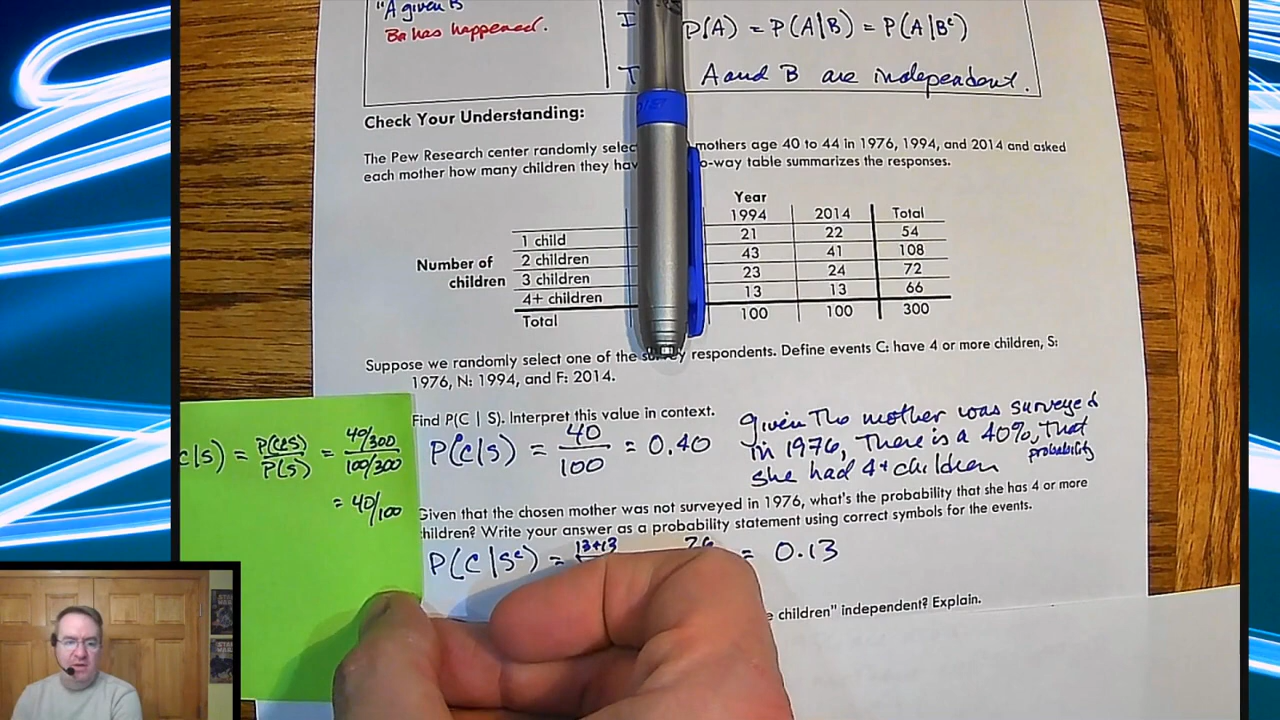 "A given B
Ba has happened.
I P(A) = P(A|B) = P(A|Bᶜ)
T A and B are independent.
Check Your Understanding:
The Pew Research center randomly selec mothers age 40 to 44 in 1976, 1994, and 2014 and asked
each mother how many children they hav o-way table summarizes the responses.
Year
1994 2014 Total
1 child 21 22 54
2 children 43 41 108
Number of
children
3 children 23 24 72
4+ children 13 13 66
Total 100 100 300
Suppose we randomly select one of the survey respondents. Define events C: have 4 or more children, S:
1976, N: 1994, and F: 2014.
Find P(C | S). Interpret this value in context.
P(C|S) = 40/100 = 0.40
Given the mother was surveyed
in 1976, there is a 40%, that
probability
she had 4+ children
C|S) = P(C∩S)/P(S) = 40/300/100/300
= 40/100
Given that the chosen mother was not surveyed in 1976, what's the probability that she has 4 or more
children? Write your answer as a probability statement using correct symbols for the events.
P(C|Sᶜ) = 13+13 26 = 0.13
e children" independent? Explain.
STAR
WARS